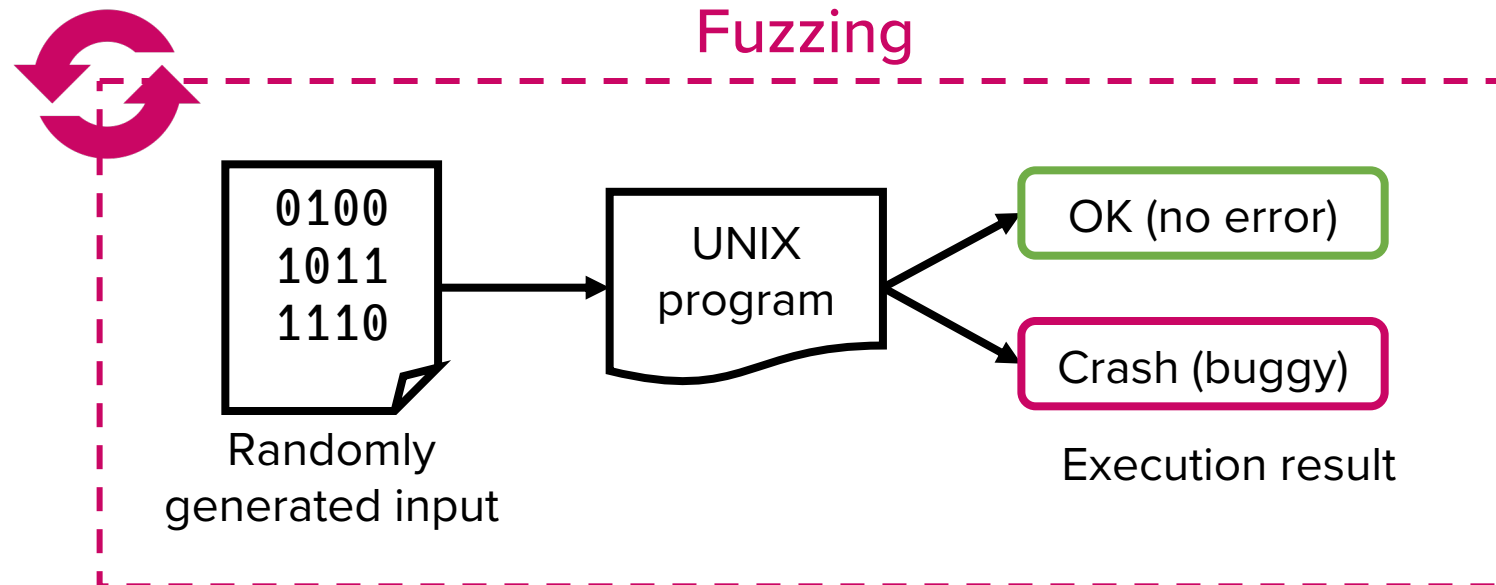 Fuzzing
0100
1011
1110
Randomly
generated input
UNIX
program
OK (no error)
Crash (buggy)
Execution result